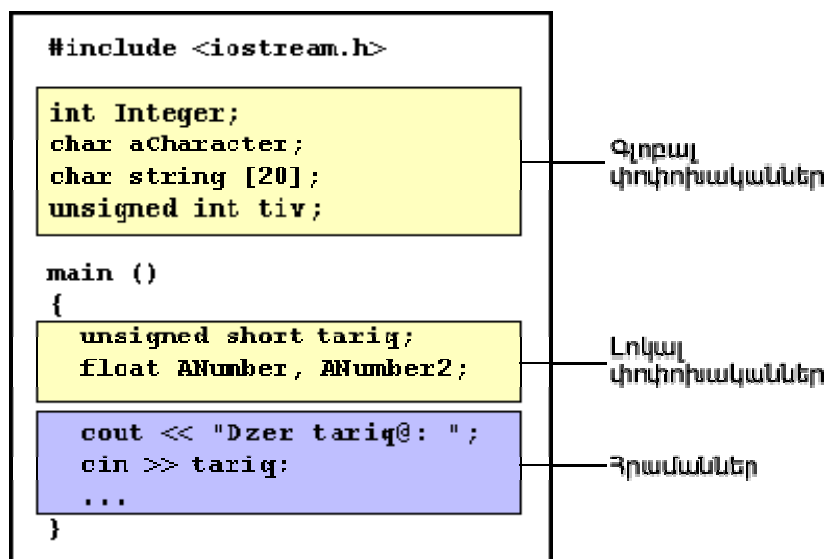 #include <iostream.h>
int Integer;
char aCharacter;
char string [20];
unsigned int tiv;
Գլոբալ
փոփոխականներ
main ()
{
unsigned short tariq;
float ANumber, ANumber2;
Լոկալ
փոփոխականներ
cout << "Dzer tariq@: ";
cin >> tariq;
...
Հրամաններ
}